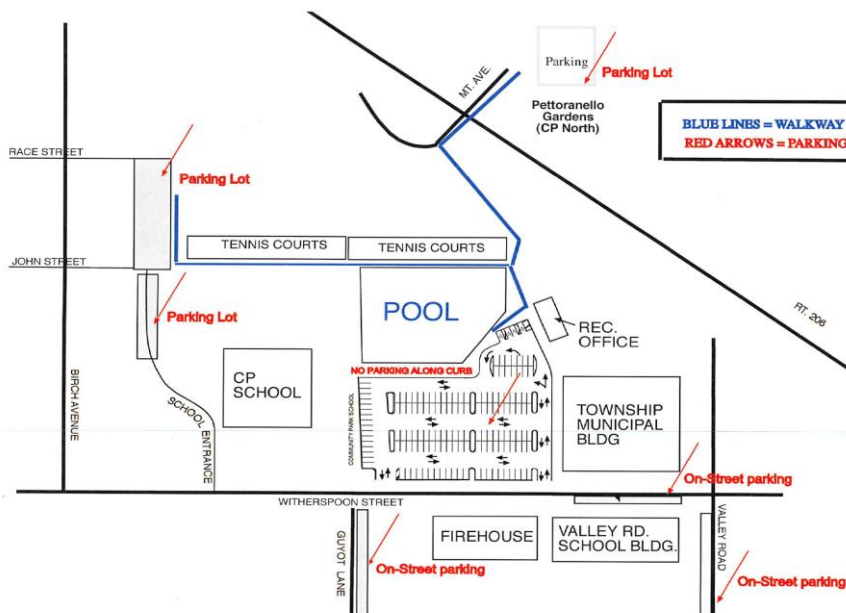 Parking
Parking Lot
MT. AVE.
Pettoranello
Gardens
(CP North)
BLUE LINES = WALKWAY
RED ARROWS = PARKING
RACE STREET
Parking Lot
TENNIS COURTS
TENNIS COURTS
JOHN STREET
Parking Lot
POOL
REC.
OFFICE
RT. 206
NO PARKING ALONG CURB
CP
SCHOOL
BIRCH AVENUE
SCHOOL ENTRANCE
COMMUNITY PARK SCHOOL
TOWNSHIP
MUNICIPAL
BLDG
On-Street parking
WITHERSPOON STREET
GUYOT LANE
FIREHOUSE
VALLEY RD.
SCHOOL BLDG.
VALLEY ROAD
On-Street parking
On-Street parking